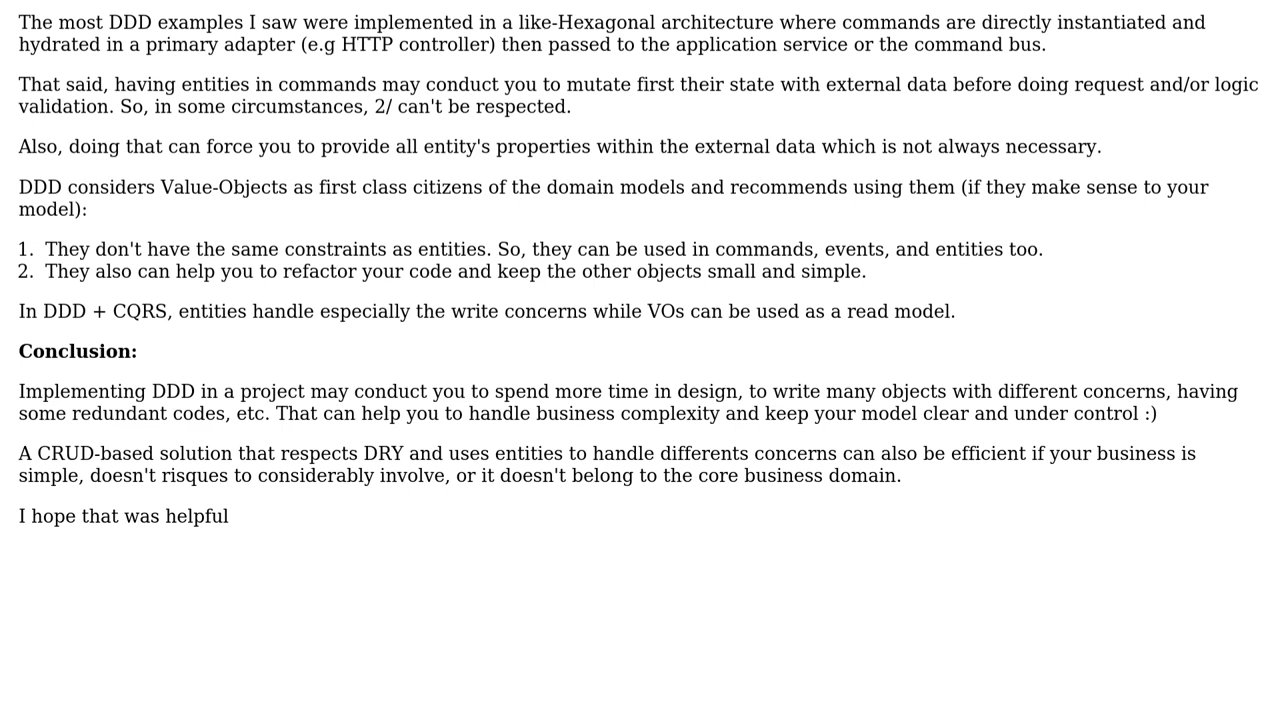 The most DDD examples I saw were implemented in a like-Hexagonal architecture where commands are directly instantiated and
hydrated in a primary adapter (e.g HTTP controller) then passed to the application service or the command bus.
That said, having entities in commands may conduct you to mutate first their state with external data before doing request and/or logic
validation. So, in some circumstances, 2/ can't be respected.
Also, doing that can force you to provide all entity's properties within the external data which is not always necessary.
DDD considers Value-Objects as first class citizens of the domain models and recommends using them (if they make sense to your
model):
1. They don't have the same constraints as entities. So, they can be used in commands, events, and entities too.
2. They also can help you to refactor your code and keep the other objects small and simple.
In DDD + CQRS, entities handle especially the write concerns while VOs can be used as a read model.
Conclusion:
Implementing DDD in a project may conduct you to spend more time in design, to write many objects with different concerns, having
some redundant codes, etc. That can help you to handle business complexity and keep your model clear and under control :)
A CRUD-based solution that respects DRY and uses entities to handle differents concerns can also be efficient if your business is
simple, doesn't risques to considerably involve, or it doesn't belong to the core business domain.
I hope that was helpful